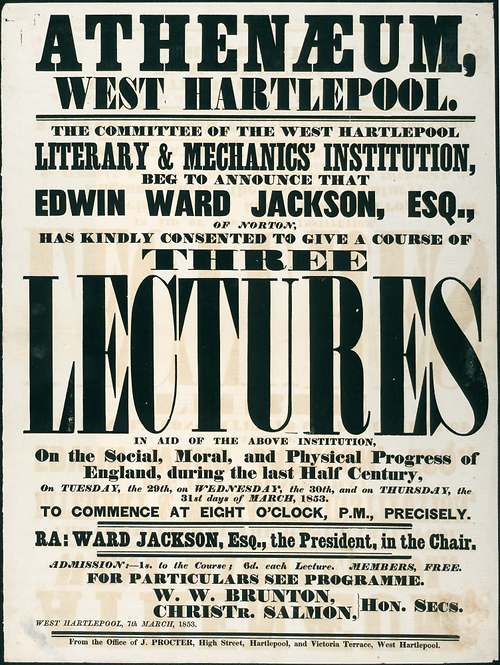 ATHENÆUM,
WEST HARTLEPOOL.
THE COMMITTEE OF THE WEST HARTLEPOOL
LITERARY & MECHANICS' INSTITUTION,
BEG TO ANNOUNCE THAT
EDWIN WARD JACKSON, ESQ.,
OF NORTON,
HAS KINDLY CONSENTED TO GIVE A COURSE OF
THREE
LECTURES
IN AID OF THE ABOVE INSTITUTION,
On the Social, Moral, and Physical Progress of
England, during the last Half Century,
On TUESDAY, the 29th, on WEDNESDAY, the 30th, and on THURSDAY, the
31st days of MARCH, 1853.
TO COMMENCE AT EIGHT O'CLOCK, P.M., PRECISELY.
RA: WARD JACKSON, Esq., the President, in the Chair.
ADMISSION:—1s. to the Course; 6d. each Lecture. MEMBERS, FREE.
FOR PARTICULARS SEE PROGRAMME.
W. W. BRUNTON,
CHRISTR. SALMON, } HON. SECS.
WEST HARTLEPOOL, 7th MARCH, 1853.
From the Office of J. PROCTER, High Street, Hartlepool, and Victoria Terrace, West Hartlepool.